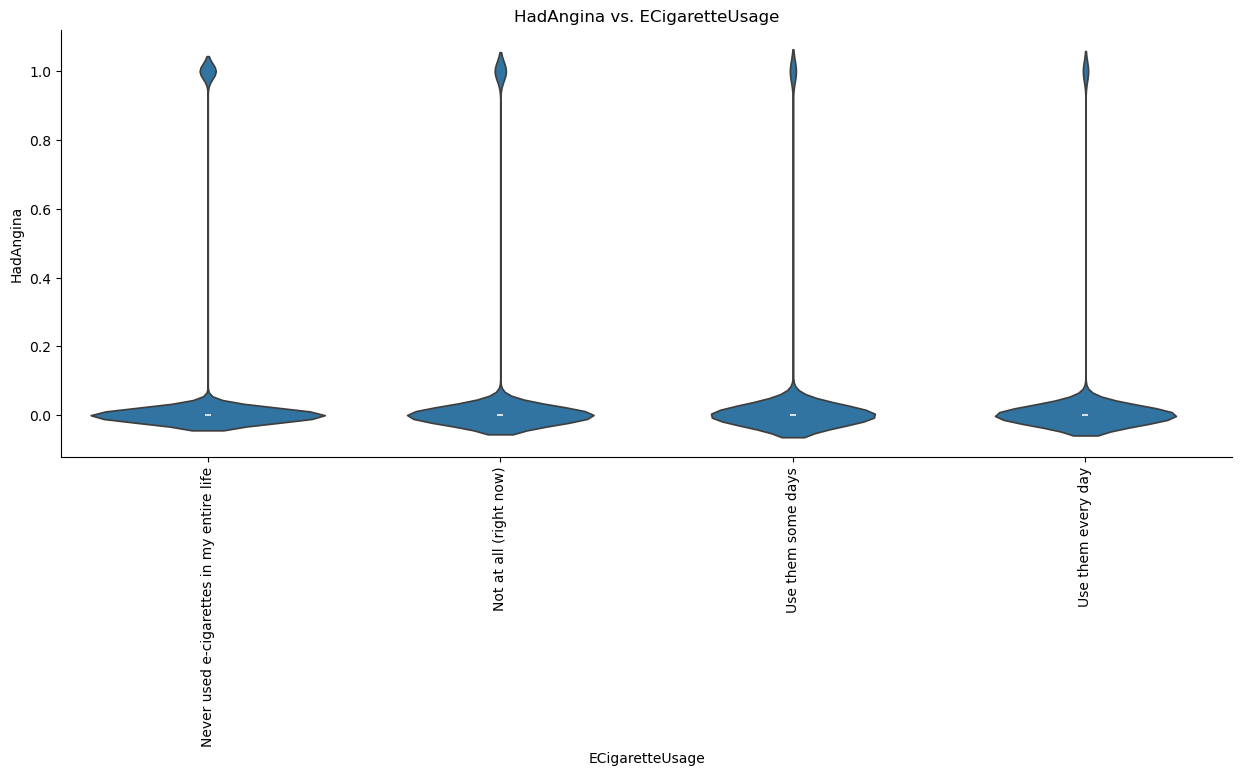 HadAngina vs. ECigaretteUsage
HadAngina
1.0
0.8
0.6
0.4
0.2
0.0
Never used e-cigarettes in my entire life
Not at all (right now)
Use them some days
Use them every day
ECigaretteUsage